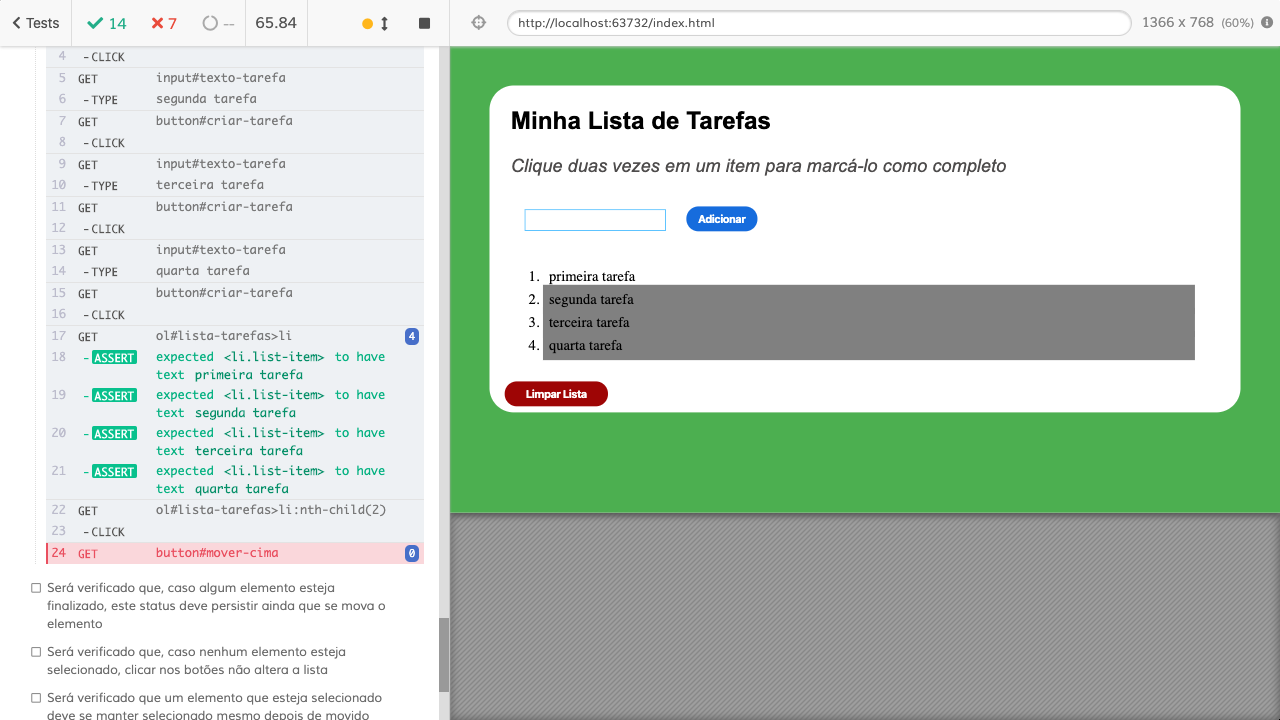 Tests 14 7 -- 65.84
http://localhost:63732/index.html 1366 x 768 (60%)
4 -CLICK
5 GET input#texto-tarefa
6 -TYPE segunda tarefa
7 GET button#criar-tarefa
8 -CLICK
9 GET input#texto-tarefa
10 -TYPE terceira tarefa
11 GET button#criar-tarefa
12 -CLICK
13 GET input#texto-tarefa
14 -TYPE quarta tarefa
15 GET button#criar-tarefa
16 -CLICK
17 GET ol#lista-tarefas>li 4
18 -ASSERT expected <li.list-item> to have
text primeira tarefa
19 -ASSERT expected <li.list-item> to have
text segunda tarefa
20 -ASSERT expected <li.list-item> to have
text terceira tarefa
21 -ASSERT expected <li.list-item> to have
text quarta tarefa
22 GET ol#lista-tarefas>li:nth-child(2)
23 -CLICK
24 GET button#mover-cima 0
Será verificado que, caso algum elemento esteja
finalizado, este status deve persistir ainda que se mova o
elemento
Será verificado que, caso nenhum elemento esteja
selecionado, clicar nos botões não altera a lista
Será verificado que um elemento que esteja selecionado
deve se manter selecionado mesmo depois de movido
Minha Lista de Tarefas
Clique duas vezes em um item para marcá-lo como completo
Adicionar
1. primeira tarefa
2. segunda tarefa
3. terceira tarefa
4. quarta tarefa
Limpar Lista